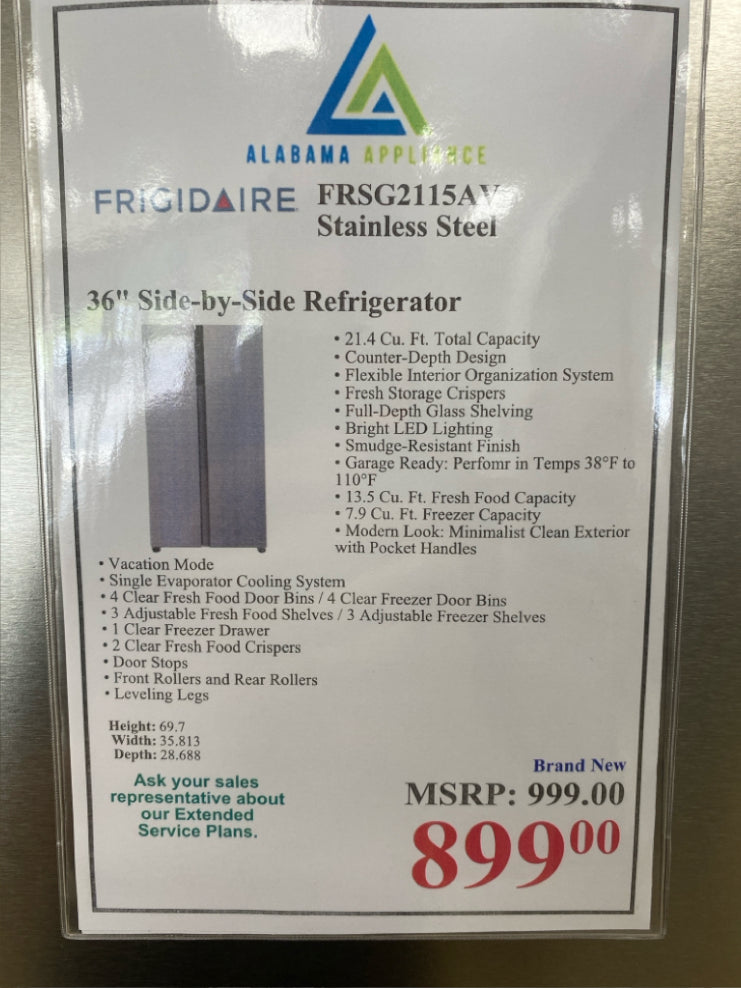 ALABAMA APPLIANCE
FRIGIDAIRE
FRSG2115AV
Stainless Steel
36" Side-by-Side Refrigerator
• 21.4 Cu. Ft. Total Capacity
• Counter-Depth Design
• Flexible Interior Organization System
• Fresh Storage Crispers
• Full-Depth Glass Shelving
• Bright LED Lighting
• Smudge-Resistant Finish
• Garage Ready: Perfomr in Temps 38°F to
110°F
• 13.5 Cu. Ft. Fresh Food Capacity
• 7.9 Cu. Ft. Freezer Capacity
• Modern Look: Minimalist Clean Exterior
with Pocket Handles
• Vacation Mode
• Single Evaporator Cooling System
• 4 Clear Fresh Food Door Bins / 4 Clear Freezer Door Bins
• 3 Adjustable Fresh Food Shelves / 3 Adjustable Freezer Shelves
• 1 Clear Freezer Drawer
• 2 Clear Fresh Food Crispers
• Door Stops
• Front Rollers and Rear Rollers
• Leveling Legs
Height: 69.7
Width: 35.813
Depth: 28.688
Ask your sales
representative about
our Extended
Service Plans.
Brand New
MSRP: 999.00
89900